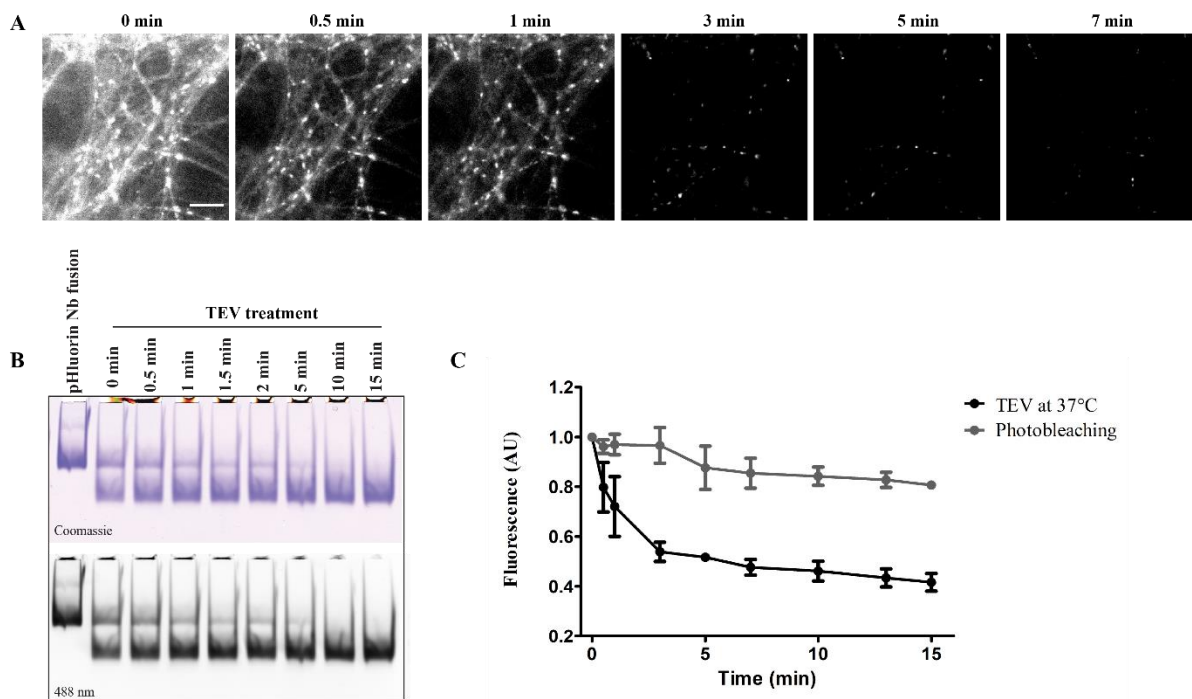 A
0 min 0.5 min 1 min 3 min 5 min 7 min
B
pHluorin Nb fusion
TEV treatment
0 min 0.5 min 1 min 1.5 min 2 min 5 min 10 min 15 min
Coomassie
488 nm
C
Fluorescence (AU)
1.2
1.0
0.8
0.6
0.4
0.2
0 5 10 15
Time (min)
TEV at 37°C
Photobleaching